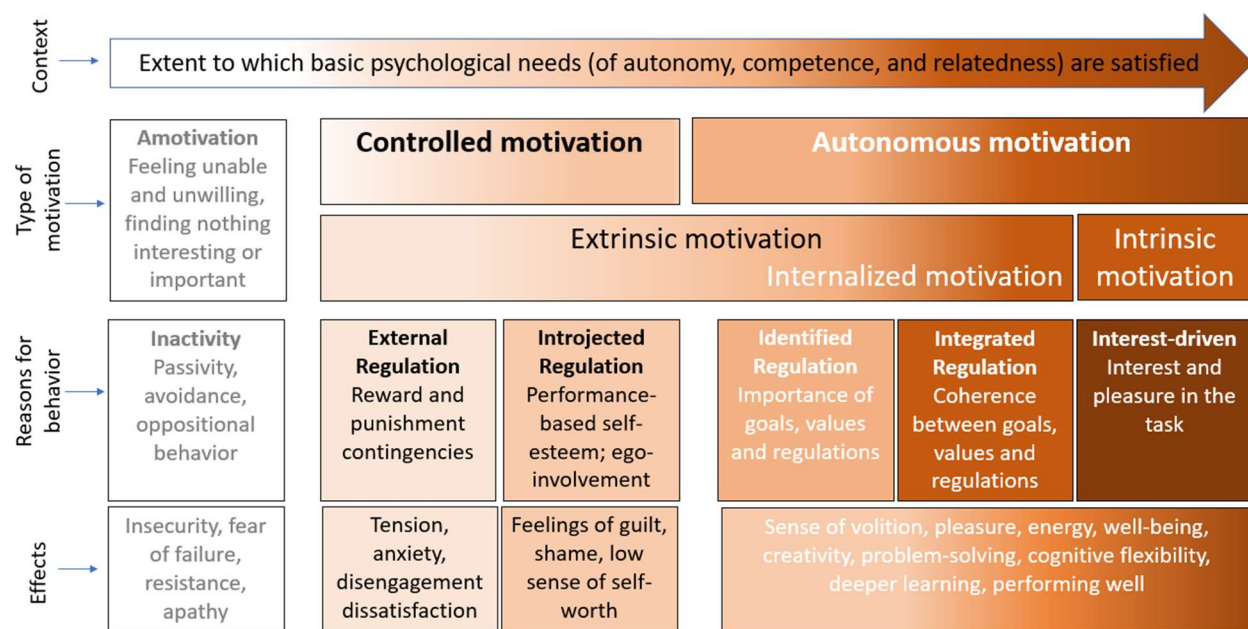 Context
Extent to which basic psychological needs (of autonomy, competence, and relatedness) are satisfied
Type of
motivation
Amotivation
Feeling unable
and unwilling,
finding nothing
interesting or
important
Controlled motivation
Autonomous motivation
Extrinsic motivation
Internalized motivation
Intrinsic
motivation
Reasons for
behavior
Inactivity
Passivity,
avoidance,
oppositional
behavior
External
Regulation
Reward and
punishment
contingencies
Introjected
Regulation
Performance-
based self-
esteem; ego-
involvement
Identified
Regulation
Importance of
goals, values
and regulations
Integrated
Regulation
Coherence
between goals,
values and
regulations
Interest-driven
Interest and
pleasure in the
task
Effects
Insecurity, fear
of failure,
resistance,
apathy
Tension,
anxiety,
disengagement
dissatisfaction
Feelings of guilt,
shame, low
sense of self-
worth
Sense of volition, pleasure, energy, well-being,
creativity, problem-solving, cognitive flexibility,
deeper learning, performing well